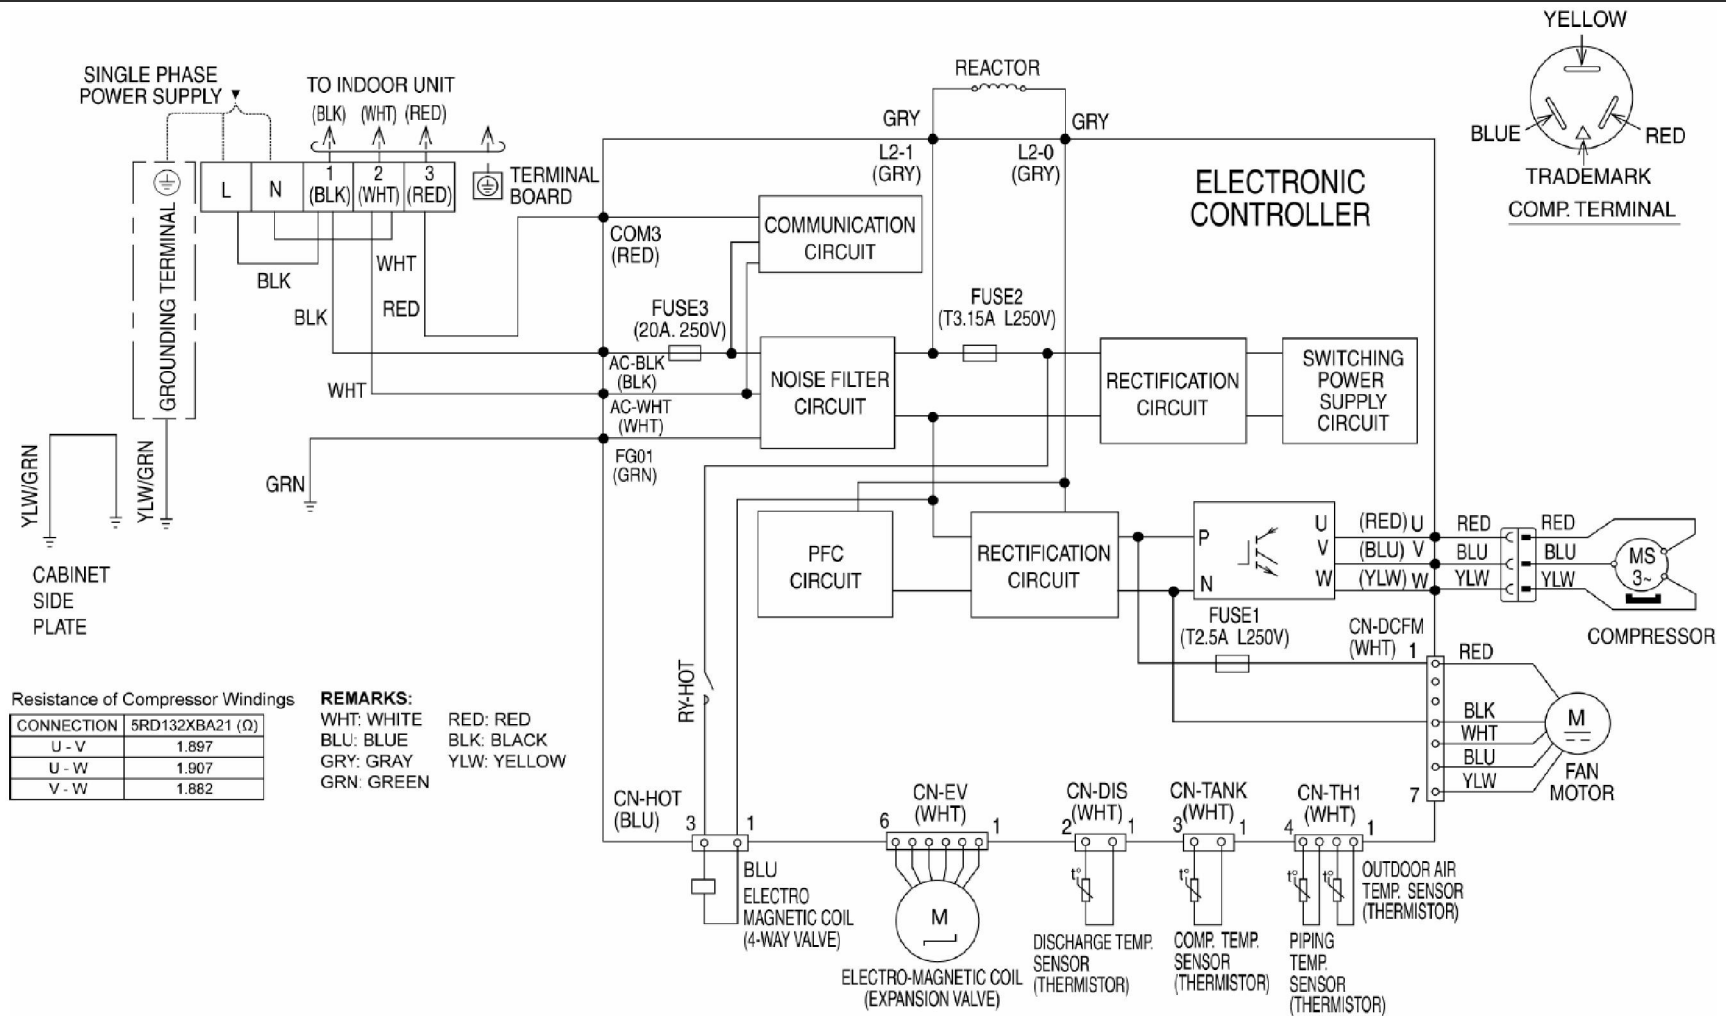 SINGLE PHASE
POWER SUPPLY
TO INDOOR UNIT
(BLK) (WHT) (RED)
L N 1 2 3
(BLK) (WHT) (RED)
TERMINAL
BOARD
GROUNDING TERMINAL
BLK
WHT
BLK
RED
WHT
GRN
YLW/GRN
YLW/GRN
CABINET
SIDE
PLATE
REACTOR
GRY
GRY
L2-1
(GRY)
L2-0
(GRY)
ELECTRONIC
CONTROLLER
COM3
(RED)
COMMUNICATION
CIRCUIT
FUSE3
(20A. 250V)
FUSE2
(T3.15A L250V)
AC-BLK
(BLK)
AC-WHT
(WHT)
FG01
(GRN)
NOISE FILTER
CIRCUIT
RECTIFICATION
CIRCUIT
SWITCHING
POWER
SUPPLY
CIRCUIT
PFC
CIRCUIT
RECTIFICATION
CIRCUIT
P
N
U
V
W
(RED) U
(BLU) V
(YLW) W
RED
BLU
YLW
RED
BLU
YLW
MS
3~
COMPRESSOR
FUSE1
(T2.5A L250V)
CN-DCFM
(WHT) 1
7
RED
BLK
WHT
BLU
YLW
M
FAN
MOTOR
YELLOW
BLUE
RED
TRADEMARK
COMP. TERMINAL
RY-HOT
CN-HOT
(BLU)
3 1
BLU
ELECTRO
MAGNETIC COIL
(4-WAY VALVE)
CN-EV
(WHT)
6 1
M
ELECTRO-MAGNETIC COIL
(EXPANSION VALVE)
CN-DIS
(WHT)
2 1
t°
DISCHARGE TEMP.
SENSOR
(THERMISTOR)
CN-TANK
(WHT)
3 1
t°
COMP. TEMP.
SENSOR
(THERMISTOR)
CN-TH1
(WHT)
4 1
t° t°
OUTDOOR AIR
TEMP. SENSOR
(THERMISTOR)
PIPING
TEMP.
SENSOR
(THERMISTOR)
Resistance of Compressor Windings
CONNECTION 5RD132XBA21 (Ω)
U - V 1.897
U - W 1.907
V - W 1.882
REMARKS:
WHT: WHITE RED: RED
BLU: BLUE BLK: BLACK
GRY: GRAY YLW: YELLOW
GRN: GREEN